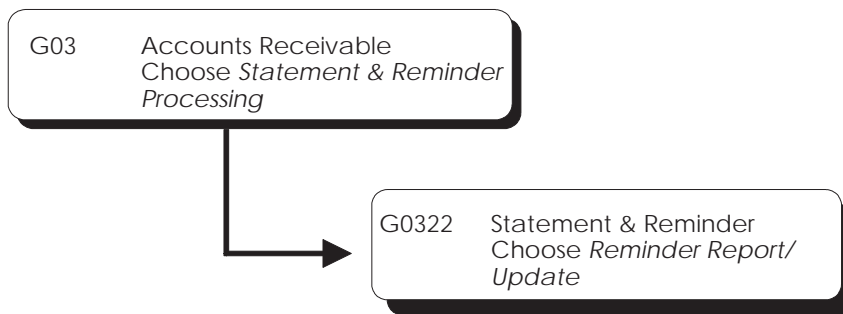 G03 Accounts Receivable
Choose Statement & Reminder
Processing
G0322 Statement & Reminder
Choose Reminder Report/
Update